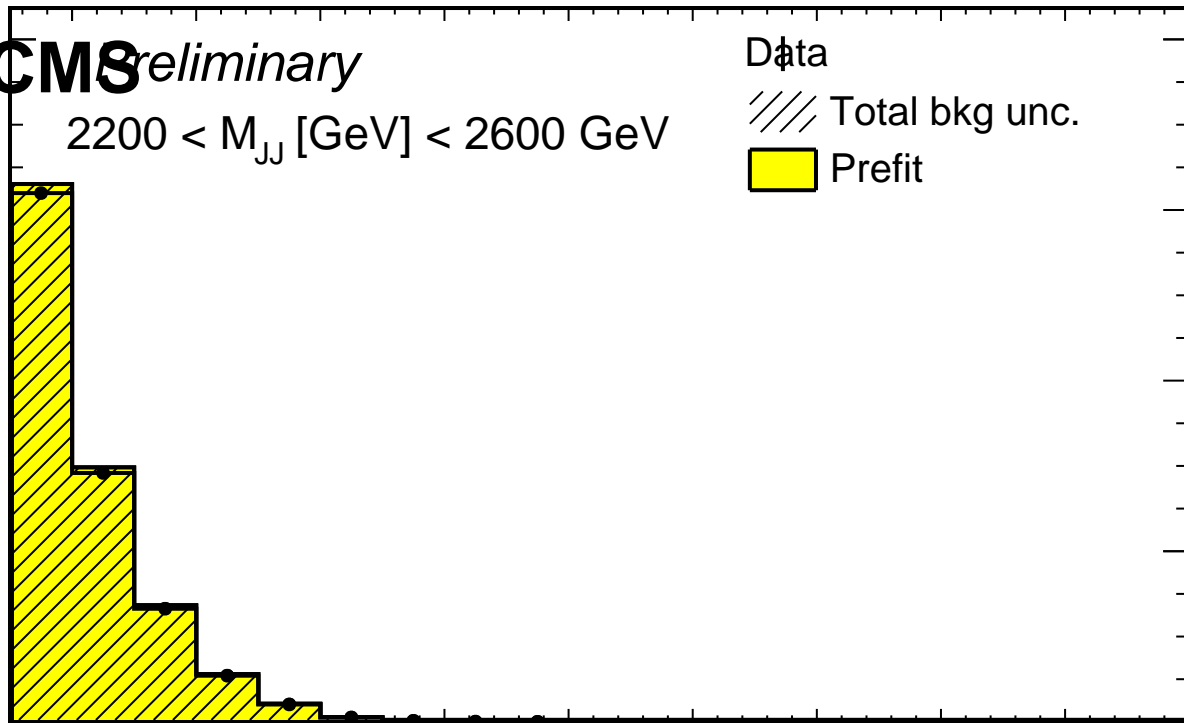 CMS Preliminary
2200 < M_JJ [GeV] < 2600 GeV
Data
Total bkg unc.
Prefit